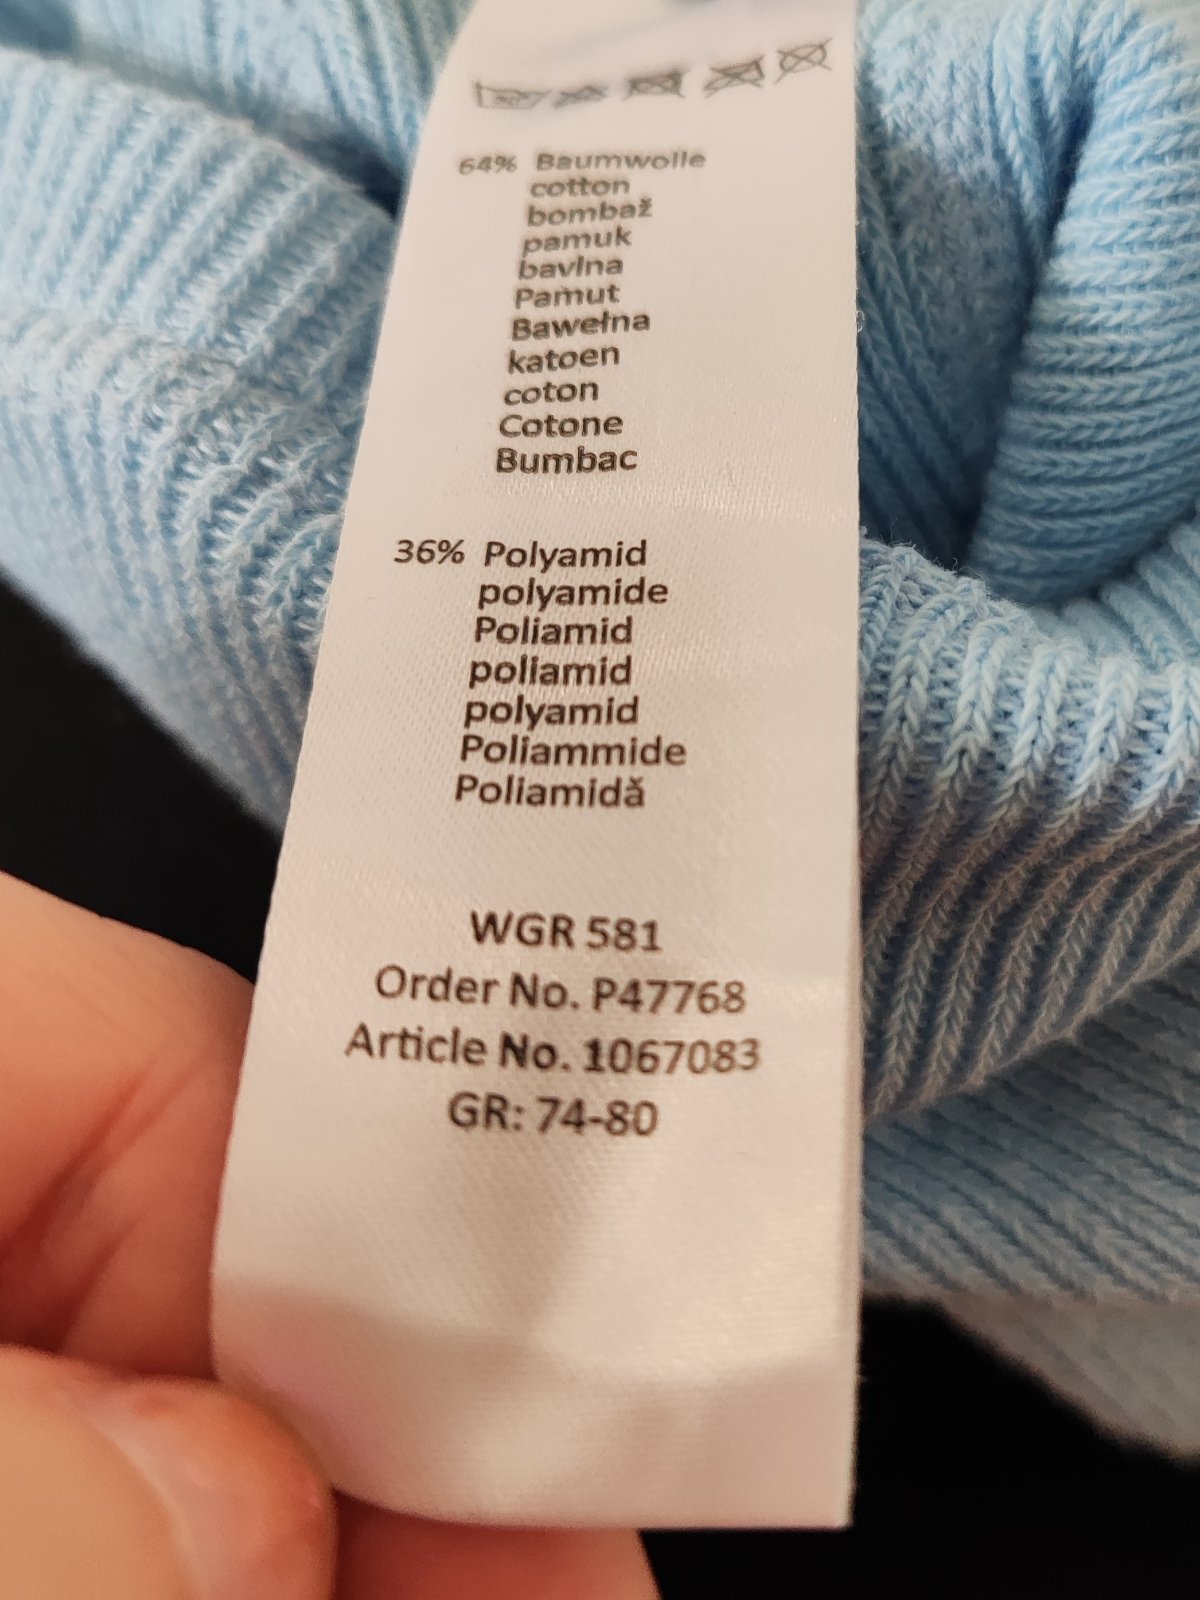 64% Baumwolle
cotton
bombaž
pamuk
bavlna
Pamut
Bawełna
katoen
coton
Cotone
Bumbac
36% Polyamid
polyamide
Poliamid
poliamid
polyamid
Poliammide
Poliamidă
WGR 581
Order No. P47768
Article No. 1067083
GR: 74-80